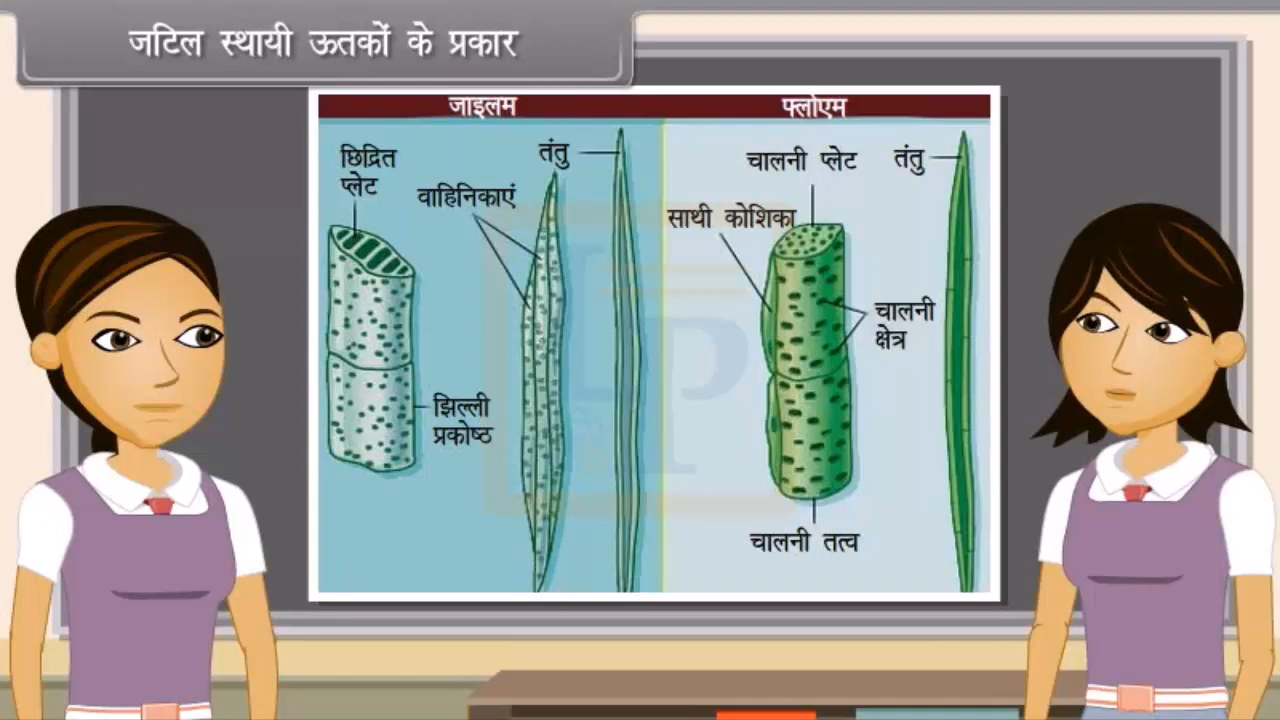 जटिल स्थायी ऊतकों के प्रकार
जाइलम
फ्लोएम
छिद्रित
प्लेट
वाहिनिकाएं
तंतु
झिल्ली
प्रकोष्ठ
चालनी प्लेट
तंतु
साथी कोशिका
चालनी
क्षेत्र
चालनी तत्व